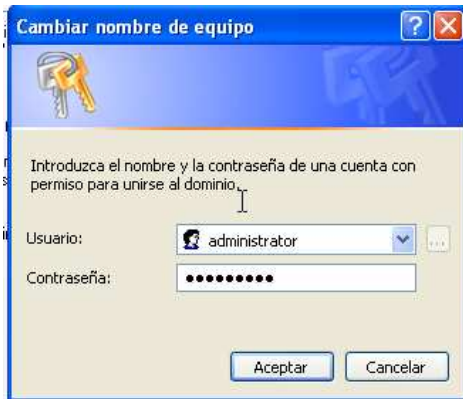 Cambiar nombre de equipo
Introduzca el nombre y la contraseña de una cuenta con
permiso para unirse al dominio.
Usuario: administrator ...
Contraseña: •••••••••
Aceptar Cancelar